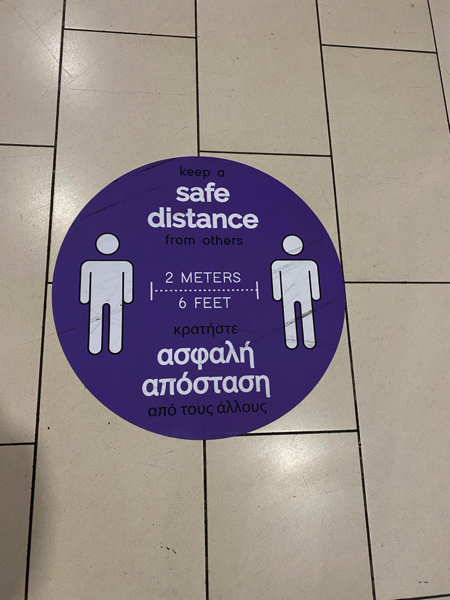 keep a
safe
distance
from others
2 METERS
6 FEET
κρατήστε
ασφαλή
απόσταση
από τους άλλους